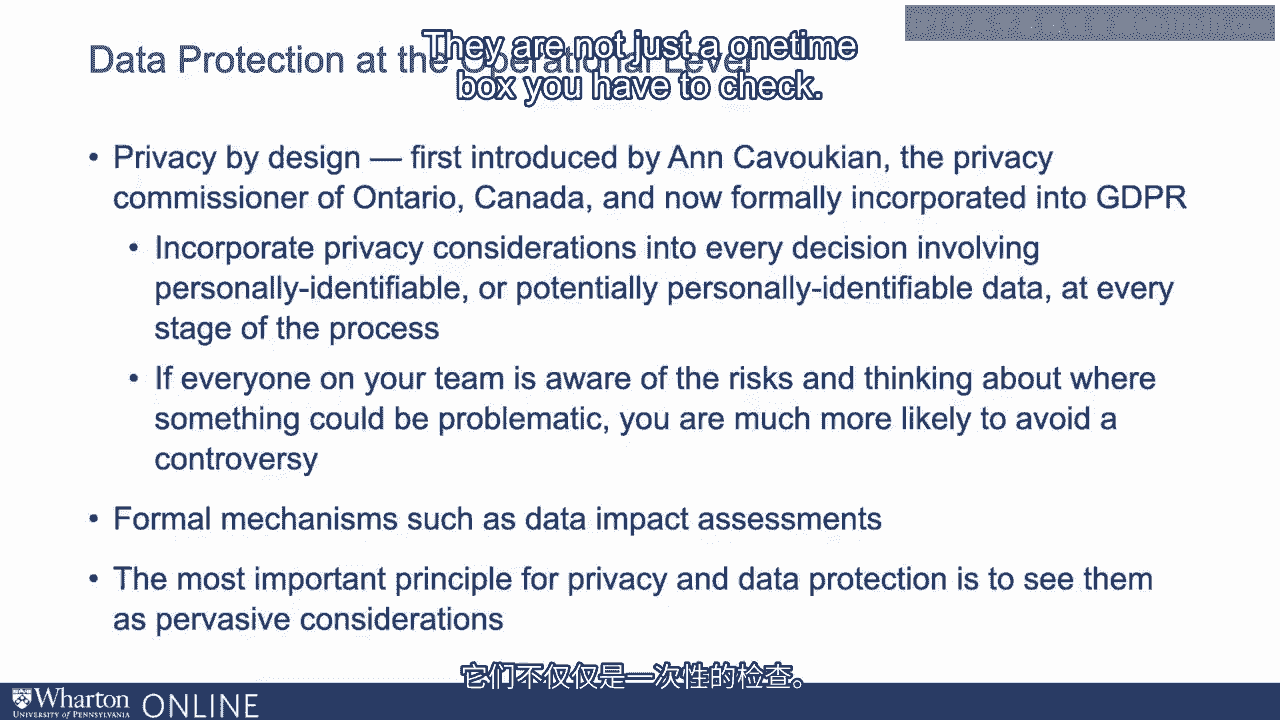 They are not just a onetime
box you have to check.
Data Protection at the Operational Level
• Privacy by design — first introduced by Ann Cavoukian, the privacy
commissioner of Ontario, Canada, and now formally incorporated into GDPR
• Incorporate privacy considerations into every decision involving
personally-identifiable, or potentially personally-identifiable data, at every
stage of the process
• If everyone on your team is aware of the risks and thinking about where
something could be problematic, you are much more likely to avoid a
controversy
• Formal mechanisms such as data impact assessments
• The most important principle for privacy and data protection is to see them
as pervasive considerations
它们不仅仅是一次性的检查。
Wharton
UNIVERSITY of PENNSYLVANIA
ONLINE